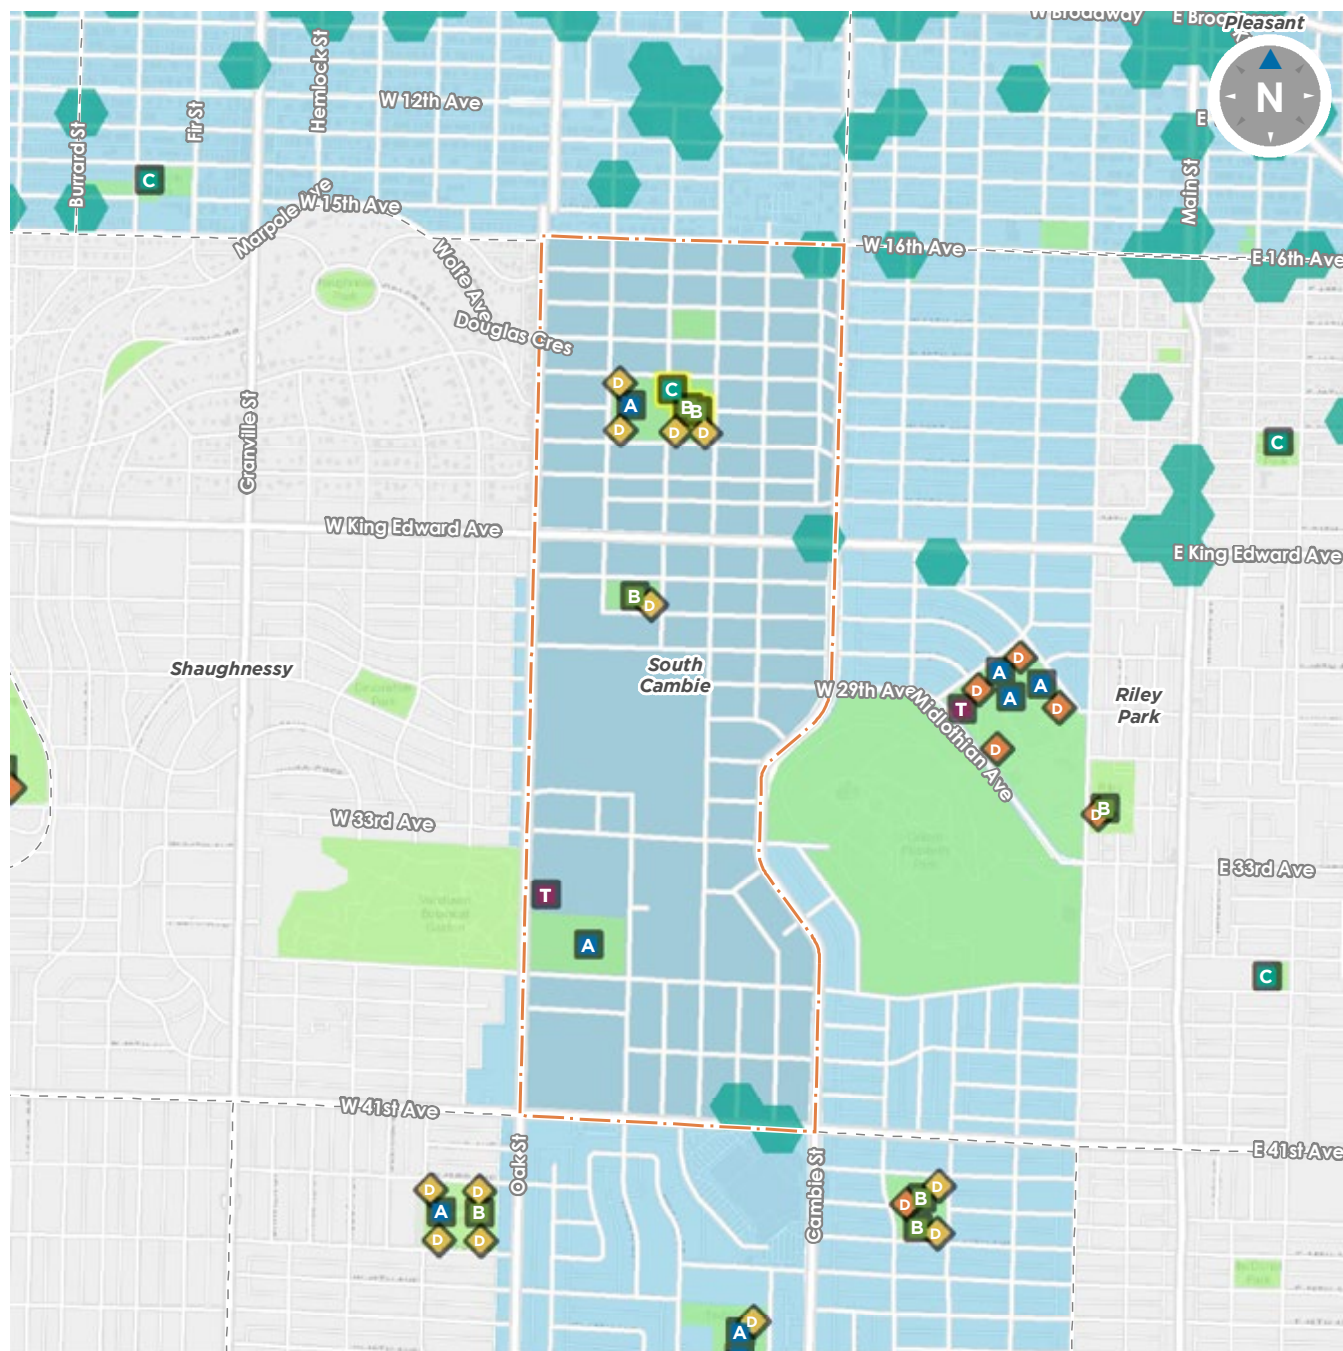 W Broadway
E Broa
Pleasant
Hemlock St
W 12th Ave
N
Fir St
E
Burrard St
C
Main St
Marpole Ave
W 15th Ave
W 16th Ave
E 16th Ave
Wolfe Ave
Douglas Cres
D
C
A
B
B
D
D
D
Granville St
C
W King Edward Ave
E King Edward Ave
B
D
Shaughnessy
South
Cambie
W 29th Ave
D
A
A
D
A
T
D
Riley
Park
Midlothian Ave
D
B
D
W 33rd Ave
E 33rd Ave
T
A
C
W 41st Ave
E 41st Ave
Oak St
Cambie St
D
D
A
B
D
D
D
B
D
B
D
D
A